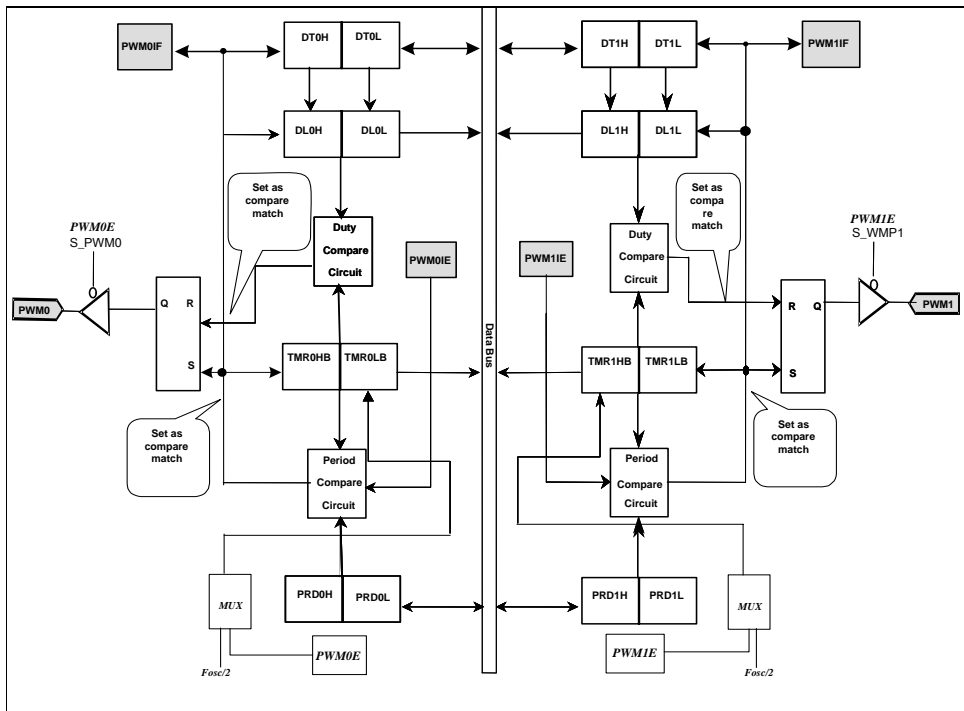 PWM0IF
DT0H DT0L
DT1H DT1L
PWM1IF
DL0H DL0L
DL1H DL1L
Set as
compare
match
Set as
compa
re
match
PWM0E
S_PWM0
PWM1E
S_WMP1
Duty
Compare
Circuit
PWM0IE
PWM1IE
Duty
Compare
Circuit
PWM0
Q R
S
R Q
S
PWM1
Data Bus
TMR0HB TMR0LB
TMR1HB TMR1LB
Set as
compare
match
Set as
compare
match
Period
Compare
Circuit
Period
Compare
Circuit
MUX
PRD0H PRD0L
PRD1H PRD1L
MUX
PWM0E
PWM1E
Fosc/2
Fosc/2